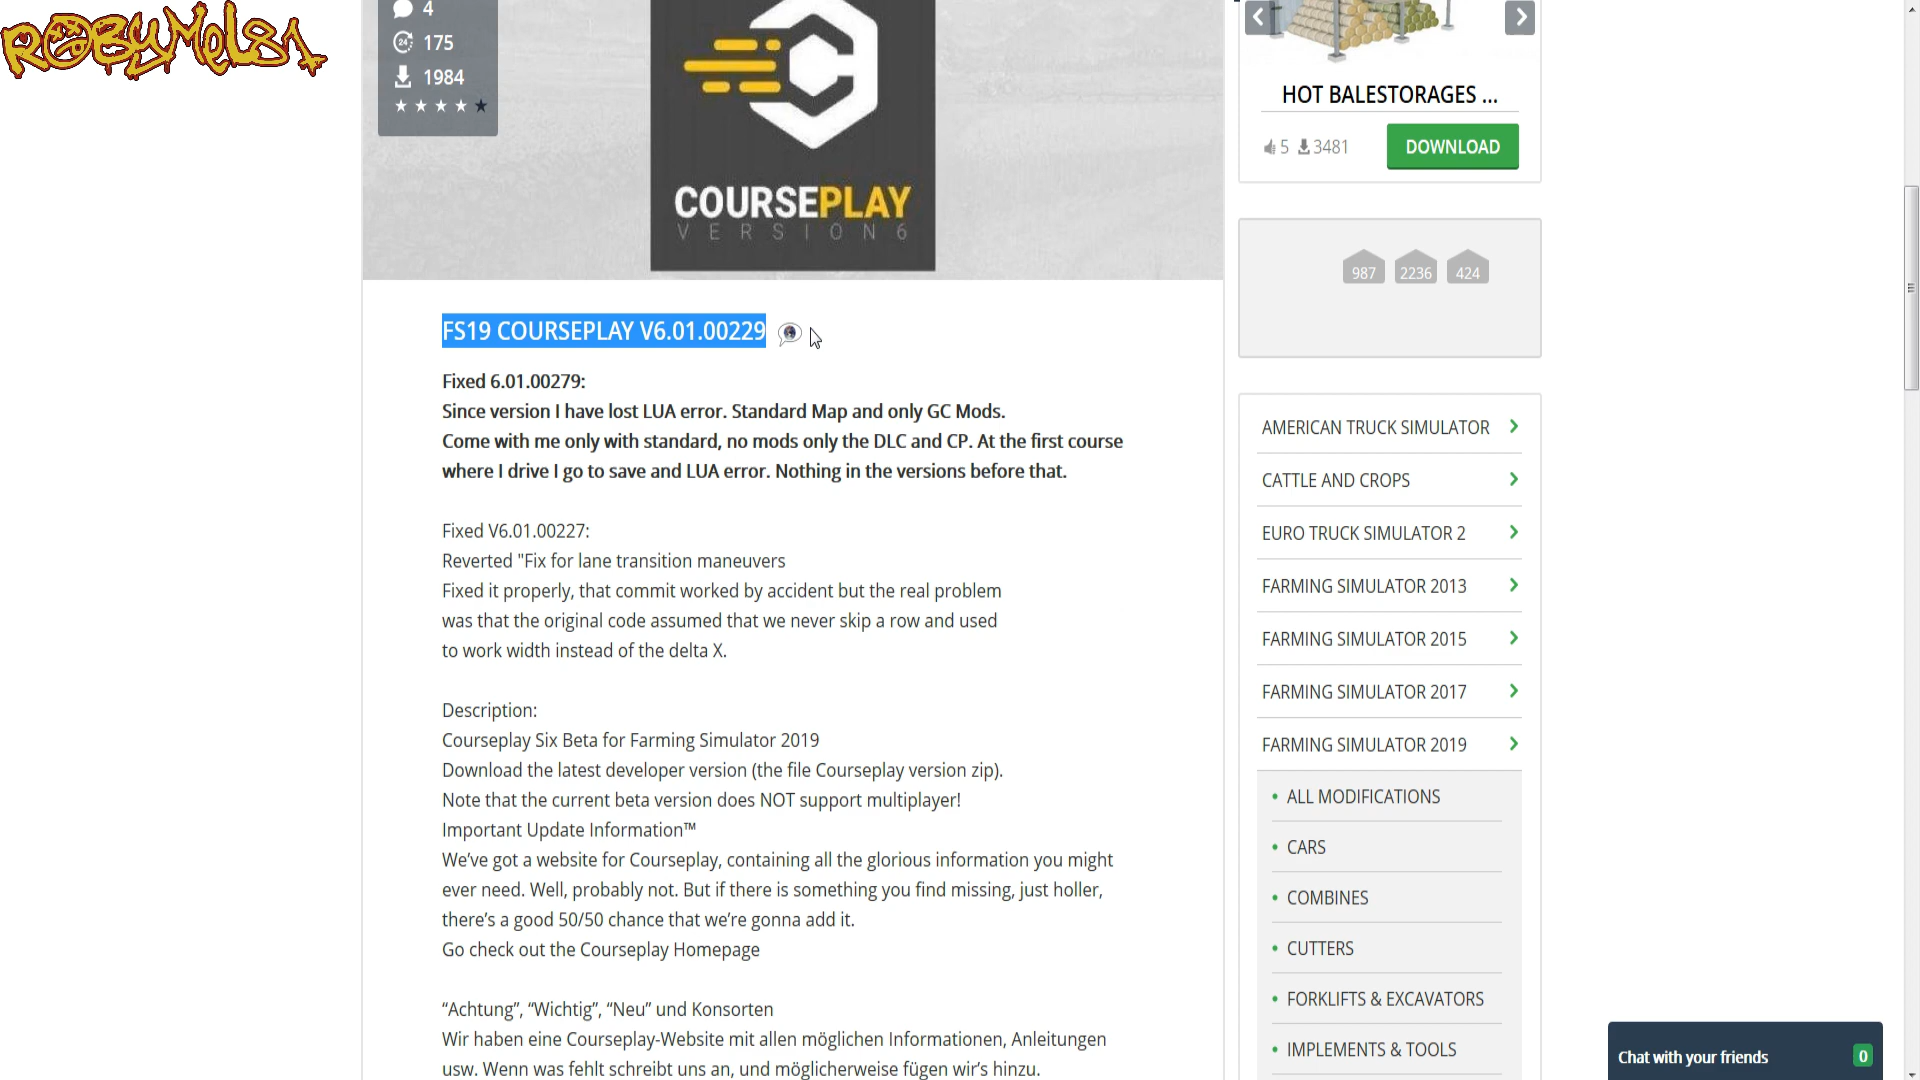 RobyMel81
4
175
1984
COURSEPLAY
VERSION 6
FS19 COURSEPLAY V6.01.00229
Fixed 6.01.00279:
Since version I have lost LUA error. Standard Map and only GC Mods.
Come with me only with standard, no mods only the DLC and CP. At the first course
where I drive I go to save and LUA error. Nothing in the versions before that.
Fixed V6.01.00227:
Reverted "Fix for lane transition maneuvers
Fixed it properly, that commit worked by accident but the real problem
was that the original code assumed that we never skip a row and used
to work width instead of the delta X.
Description:
Courseplay Six Beta for Farming Simulator 2019
Download the latest developer version (the file Courseplay version zip).
Note that the current beta version does NOT support multiplayer!
Important Update Information™
We’ve got a website for Courseplay, containing all the glorious information you might
ever need. Well, probably not. But if there is something you find missing, just holler,
there’s a good 50/50 chance that we’re gonna add it.
Go check out the Courseplay Homepage
“Achtung”, “Wichtig”, “Neu” und Konsorten
Wir haben eine Courseplay-Website mit allen möglichen Informationen, Anleitungen
usw. Wenn was fehlt schreibt uns an, und möglicherweise fügen wir’s hinzu.
HOT BALESTORAGES ...
5 3481
DOWNLOAD
987 2236 424
AMERICAN TRUCK SIMULATOR
CATTLE AND CROPS
EURO TRUCK SIMULATOR 2
FARMING SIMULATOR 2013
FARMING SIMULATOR 2015
FARMING SIMULATOR 2017
FARMING SIMULATOR 2019
• ALL MODIFICATIONS
• CARS
• COMBINES
• CUTTERS
• FORKLIFTS & EXCAVATORS
• IMPLEMENTS & TOOLS
Chat with your friends 0